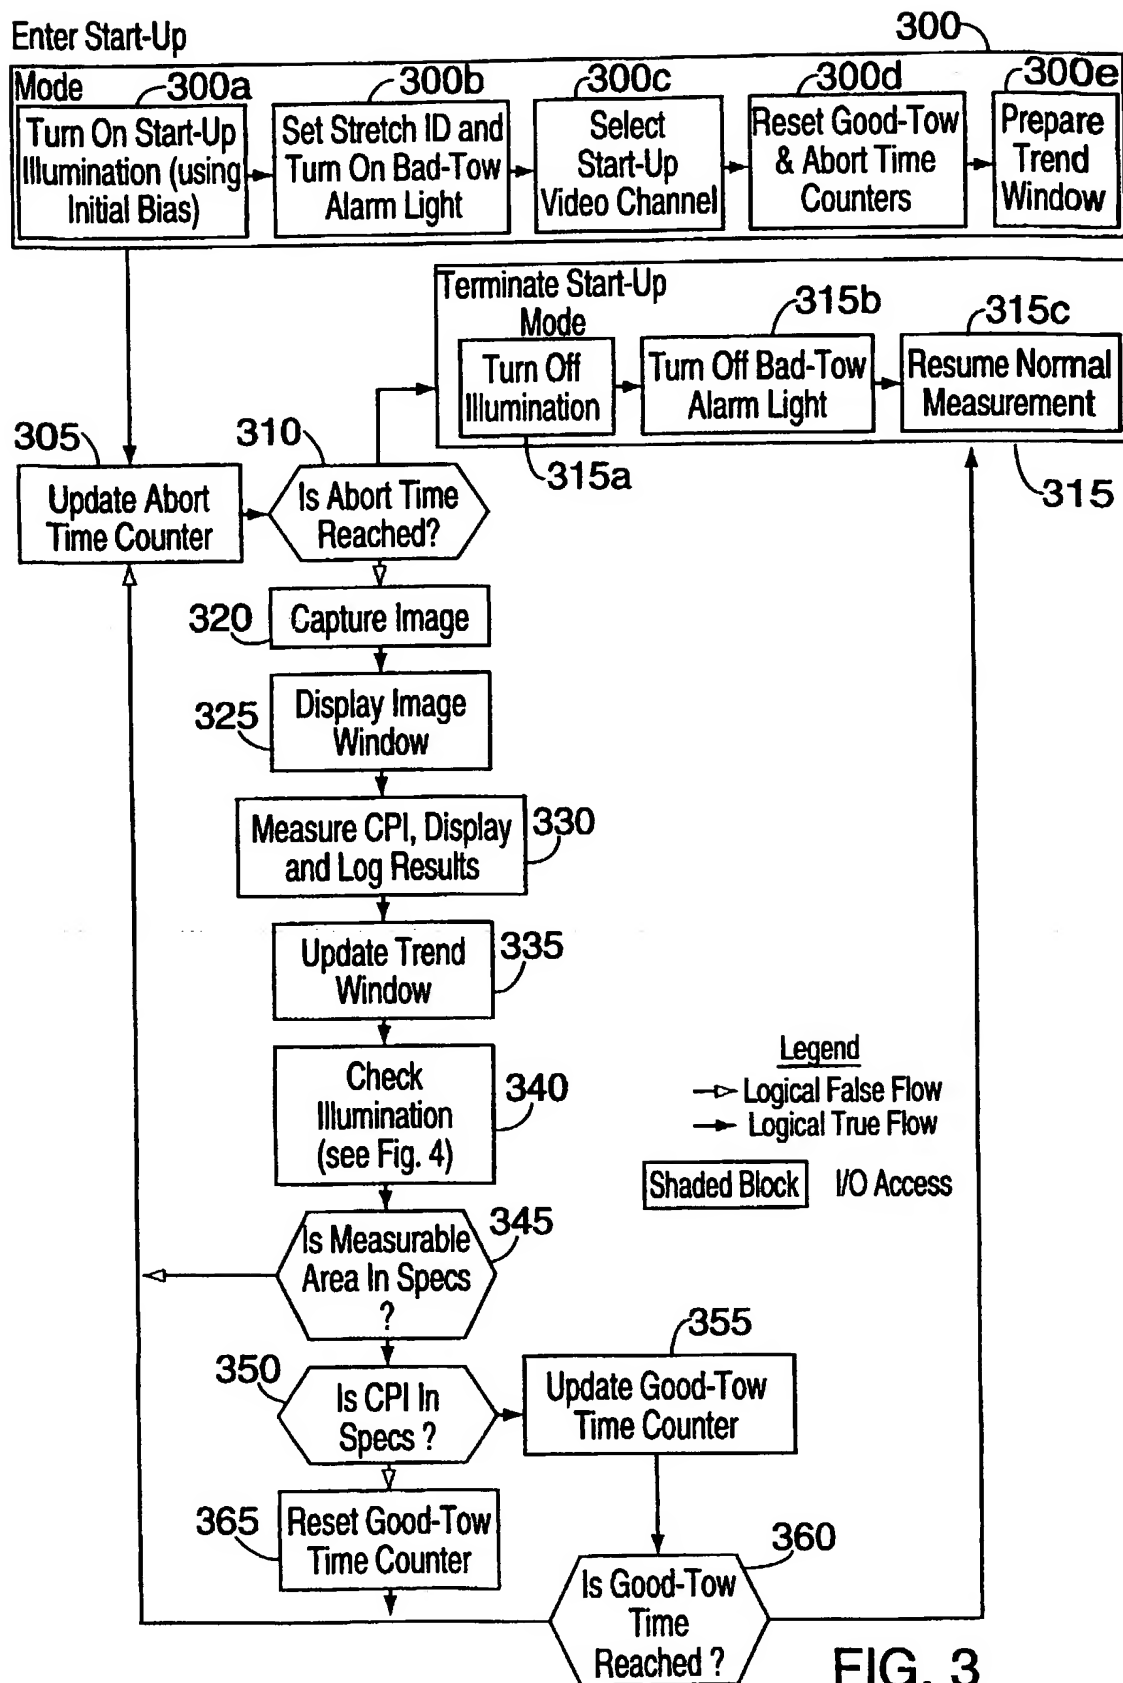 Enter Start-Up
Mode
300
300a
Turn On Start-Up
Illumination (using
Initial Bias)
300b
Set Stretch ID and
Turn On Bad-Tow
Alarm Light
300c
Select
Start-Up
Video Channel
300d
Reset Good-Tow
& Abort Time
Counters
300e
Prepare
Trend
Window
Terminate Start-Up
Mode
Turn Off
Illumination
315a
315b
Turn Off Bad-Tow
Alarm Light
315c
Resume Normal
Measurement
315
305
Update Abort
Time Counter
310
Is Abort Time
Reached?
320
Capture Image
325
Display Image
Window
Measure CPI, Display
and Log Results
330
Update Trend
Window
335
Check
Illumination
(see Fig. 4)
340
Legend
Logical False Flow
Logical True Flow
Shaded Block
I/O Access
Is Measurable
Area In Specs
?
345
350
Is CPI In
Specs ?
355
Update Good-Tow
Time Counter
365
Reset Good-Tow
Time Counter
360
Is Good-Tow
Time
Reached ?
FIG. 3